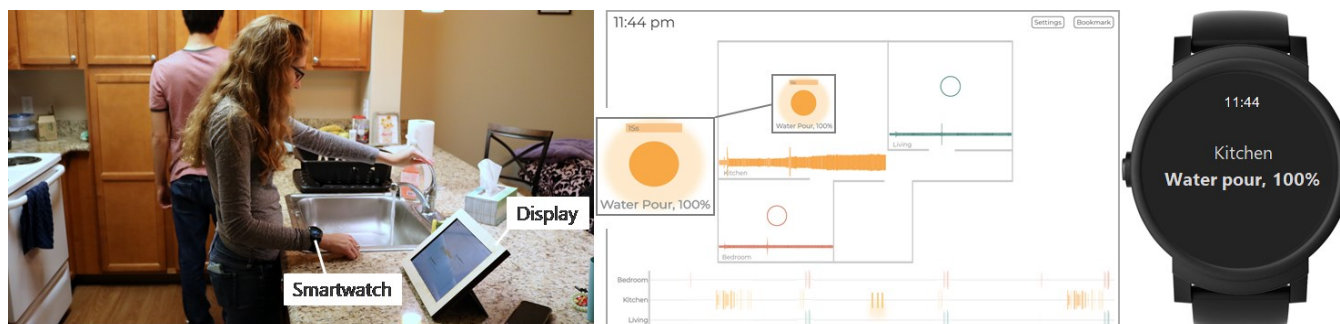 Display
Smartwatch
11:44 pm
Settings
Bookmark
15s
Water Pour, 100%
15s
Water Pour, 100%
Kitchen
Living
Bedroom
Bedroom
Kitchen
Living
11:44
Kitchen
Water pour, 100%